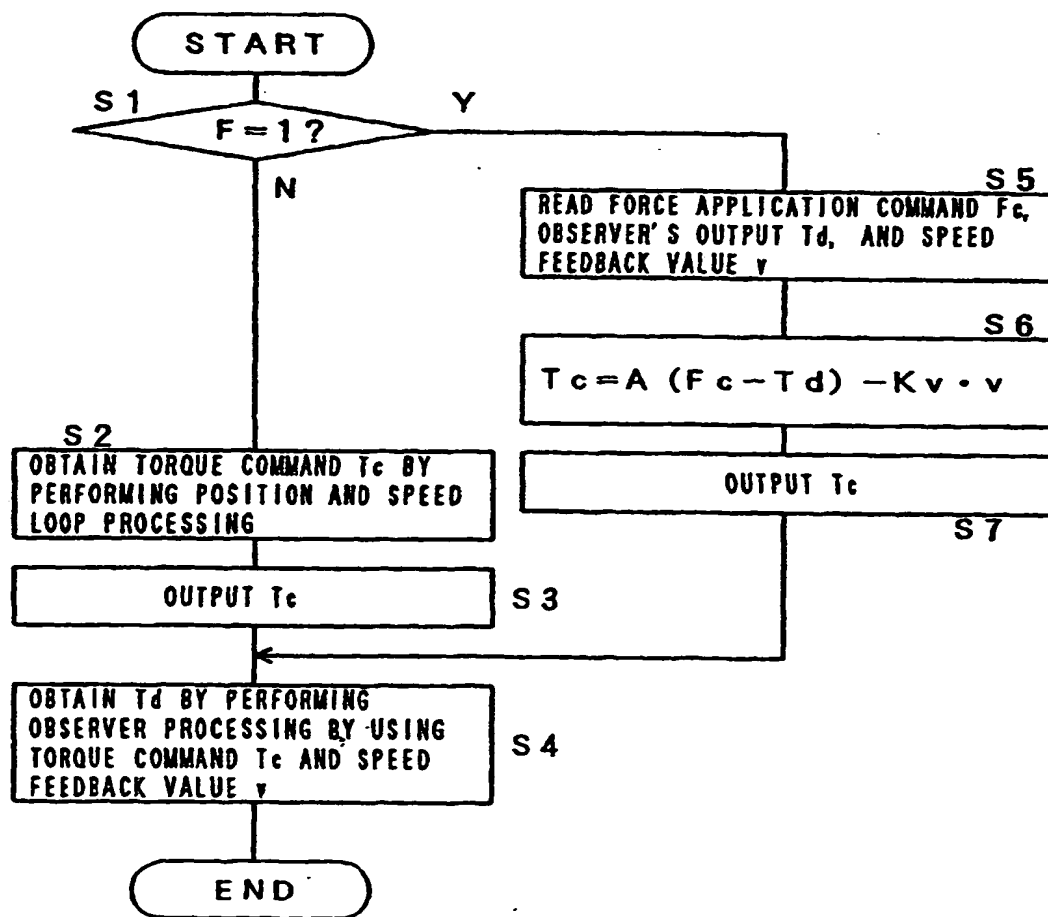 START
S1
Y
F=1?
N
S5
READ FORCE APPLICATION COMMAND Fc,
OBSERVER'S OUTPUT Td, AND SPEED
FEEDBACK VALUE v
S6
Tc=A (Fc-Td) -Kv・v
OUTPUT Tc
S7
S2
OBTAIN TORQUE COMMAND Tc BY
PERFORMING POSITION AND SPEED
LOOP PROCESSING
OUTPUT Tc
S3
OBTAIN Td BY PERFORMING
OBSERVER PROCESSING BY USING
TORQUE COMMAND Tc AND SPEED
FEEDBACK VALUE v
S4
END